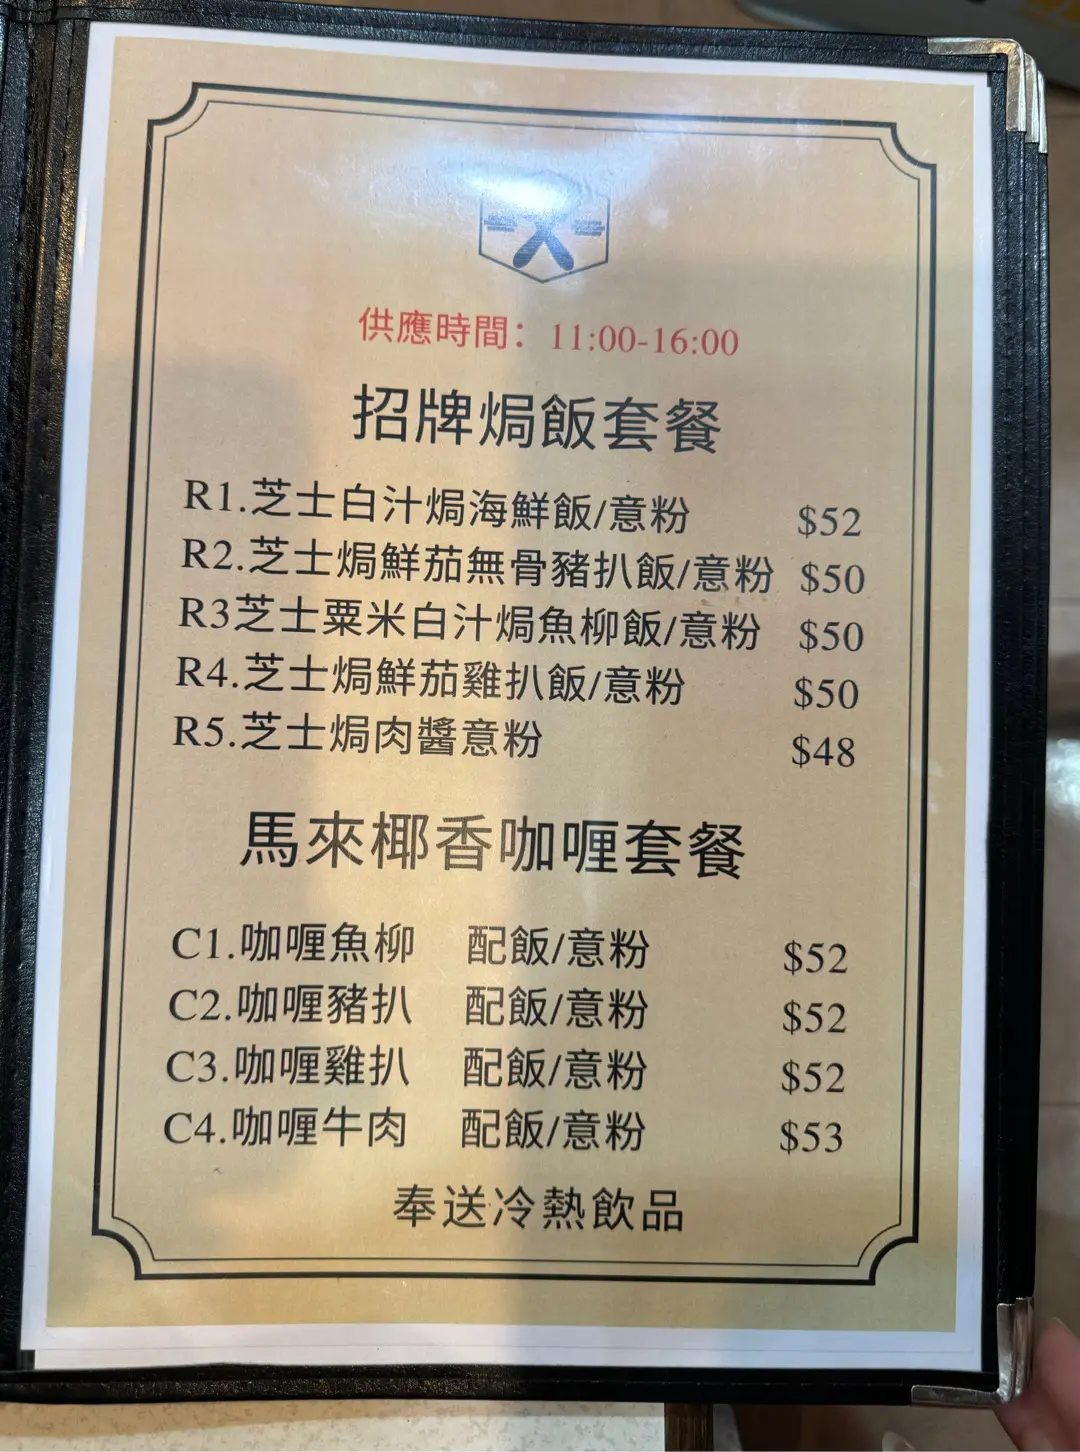 供應時間：11:00-16:00
招牌焗飯套餐
R1.芝士白汁焗海鮮飯/意粉 $52
R2.芝士焗鮮茄無骨豬扒飯/意粉 $50
R3芝士粟米白汁焗魚柳飯/意粉 $50
R4.芝士焗鮮茄雞扒飯/意粉 $50
R5.芝士焗肉醬意粉 $48
馬來椰香咖喱套餐
C1.咖喱魚柳 配飯/意粉 $52
C2.咖喱豬扒 配飯/意粉 $52
C3.咖喱雞扒 配飯/意粉 $52
C4.咖喱牛肉 配飯/意粉 $53
奉送冷熱飲品